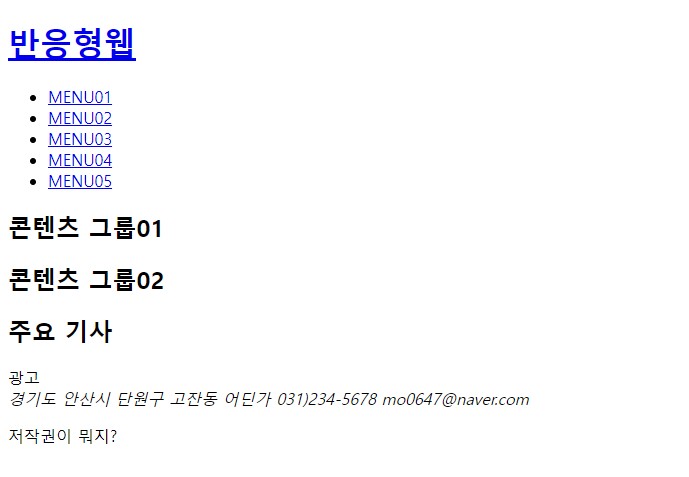 반응형웹
MENU01
MENU02
MENU03
MENU04
MENU05
콘텐츠 그룹01
콘텐츠 그룹02
주요 기사
광고
경기도 안산시 단원구 고잔동 어딘가 031)234-5678 mo0647@naver.com
저작권이 뭐지?